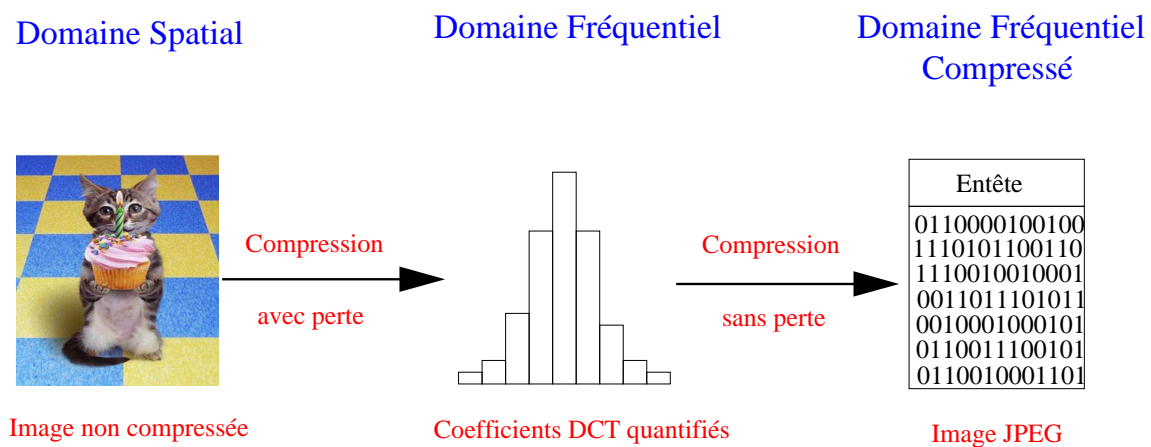 Domaine Spatial
Domaine Fréquentiel
Domaine Fréquentiel
Compressé
Compression
avec perte
Compression
sans perte
Entête
0110000100100
1110101100110
1110010010001
0011011101011
0010001000101
0110011100101
0110010001101
Image non compressée
Coefficients DCT quantifiés
Image JPEG